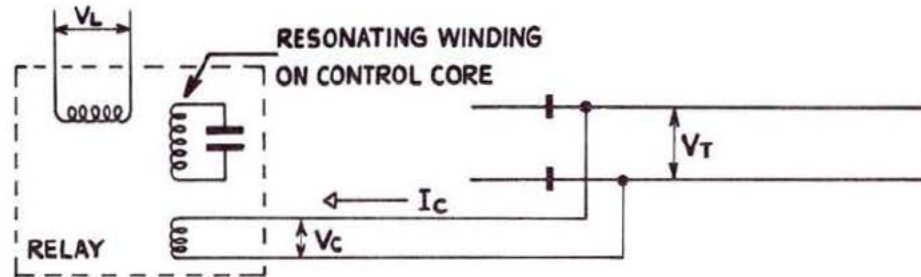 VL
RESONATING WINDING
ON CONTROL CORE
VT
IC
VC
RELAY